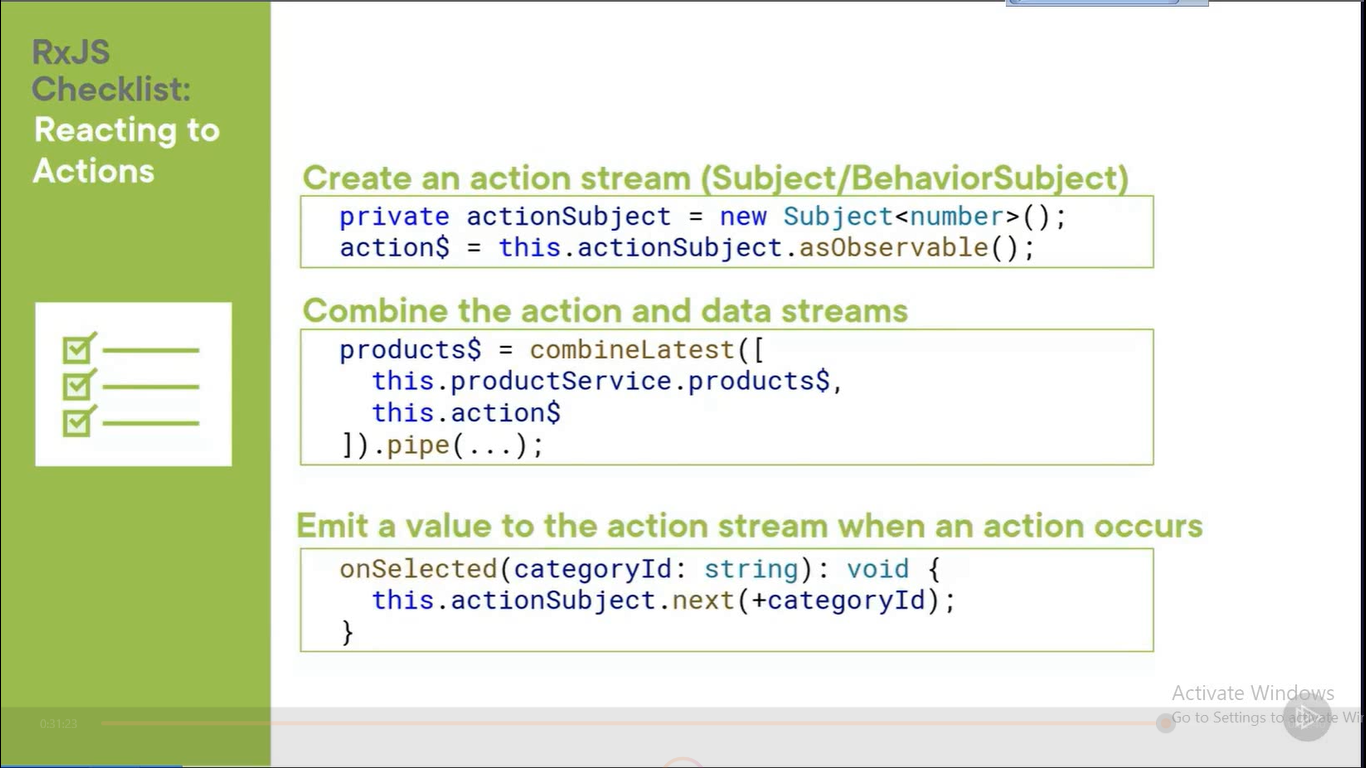 RxJS
Checklist:
Reacting to
Actions
Create an action stream (Subject/BehaviorSubject)
private actionSubject = new Subject<number>();
action$ = this.actionSubject.asObservable();
Combine the action and data streams
products$ = combineLatest([
this.productService.products$,
this.action$
]).pipe(...);
Emit a value to the action stream when an action occurs
onSelected(categoryId: string): void {
this.actionSubject.next(+categoryId);
}
Activate Windows
Go to Settings to activate Wi
0:31:23